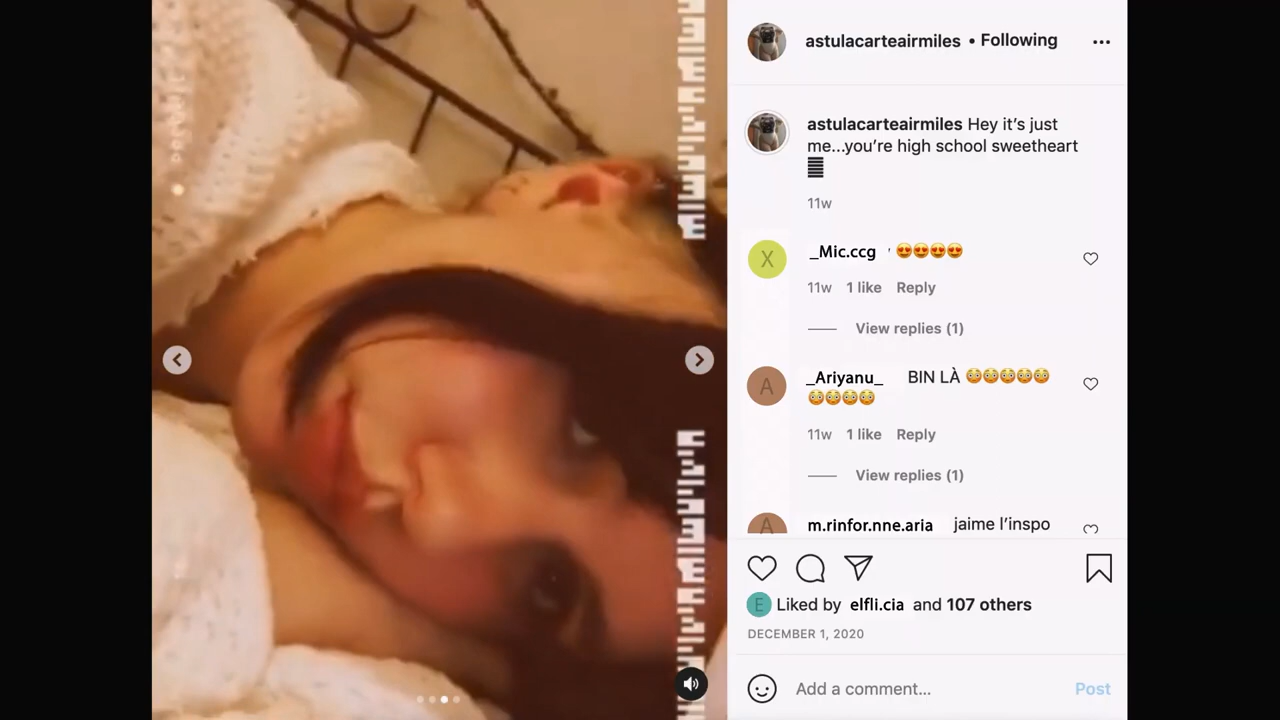 astulacarteairmiles • Following
astulacarteairmiles Hey it's just
me...you're high school sweetheart
11w
X
_Mic.ccg ' 😍😍😍😍
11w 1 like Reply
View replies (1)
A
_Ariyanu_ BIN LÀ 😳😳😳😳😳
😳😳😳😳
11w 1 like Reply
View replies (1)
A
m.rinfor.nne.aria jaime l'inspo
E
Liked by elfli.cia and 107 others
DECEMBER 1, 2020
Add a comment... Post